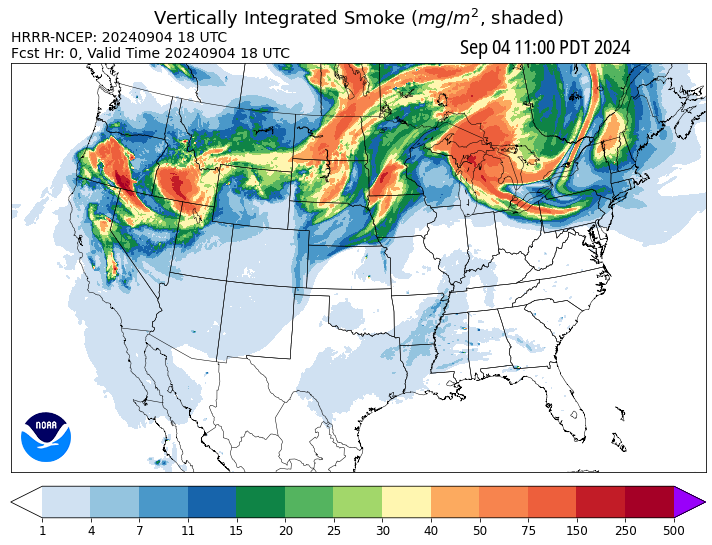 Vertically Integrated Smoke (mg/m², shaded)
HRRR-NCEP: 20240904 18 UTC
Fcst Hr: 0, Valid Time 20240904 18 UTC
Sep 04 11:00 PDT 2024
NOAA
1 4 7 11 15 20 25 30 40 50 75 150 250 500